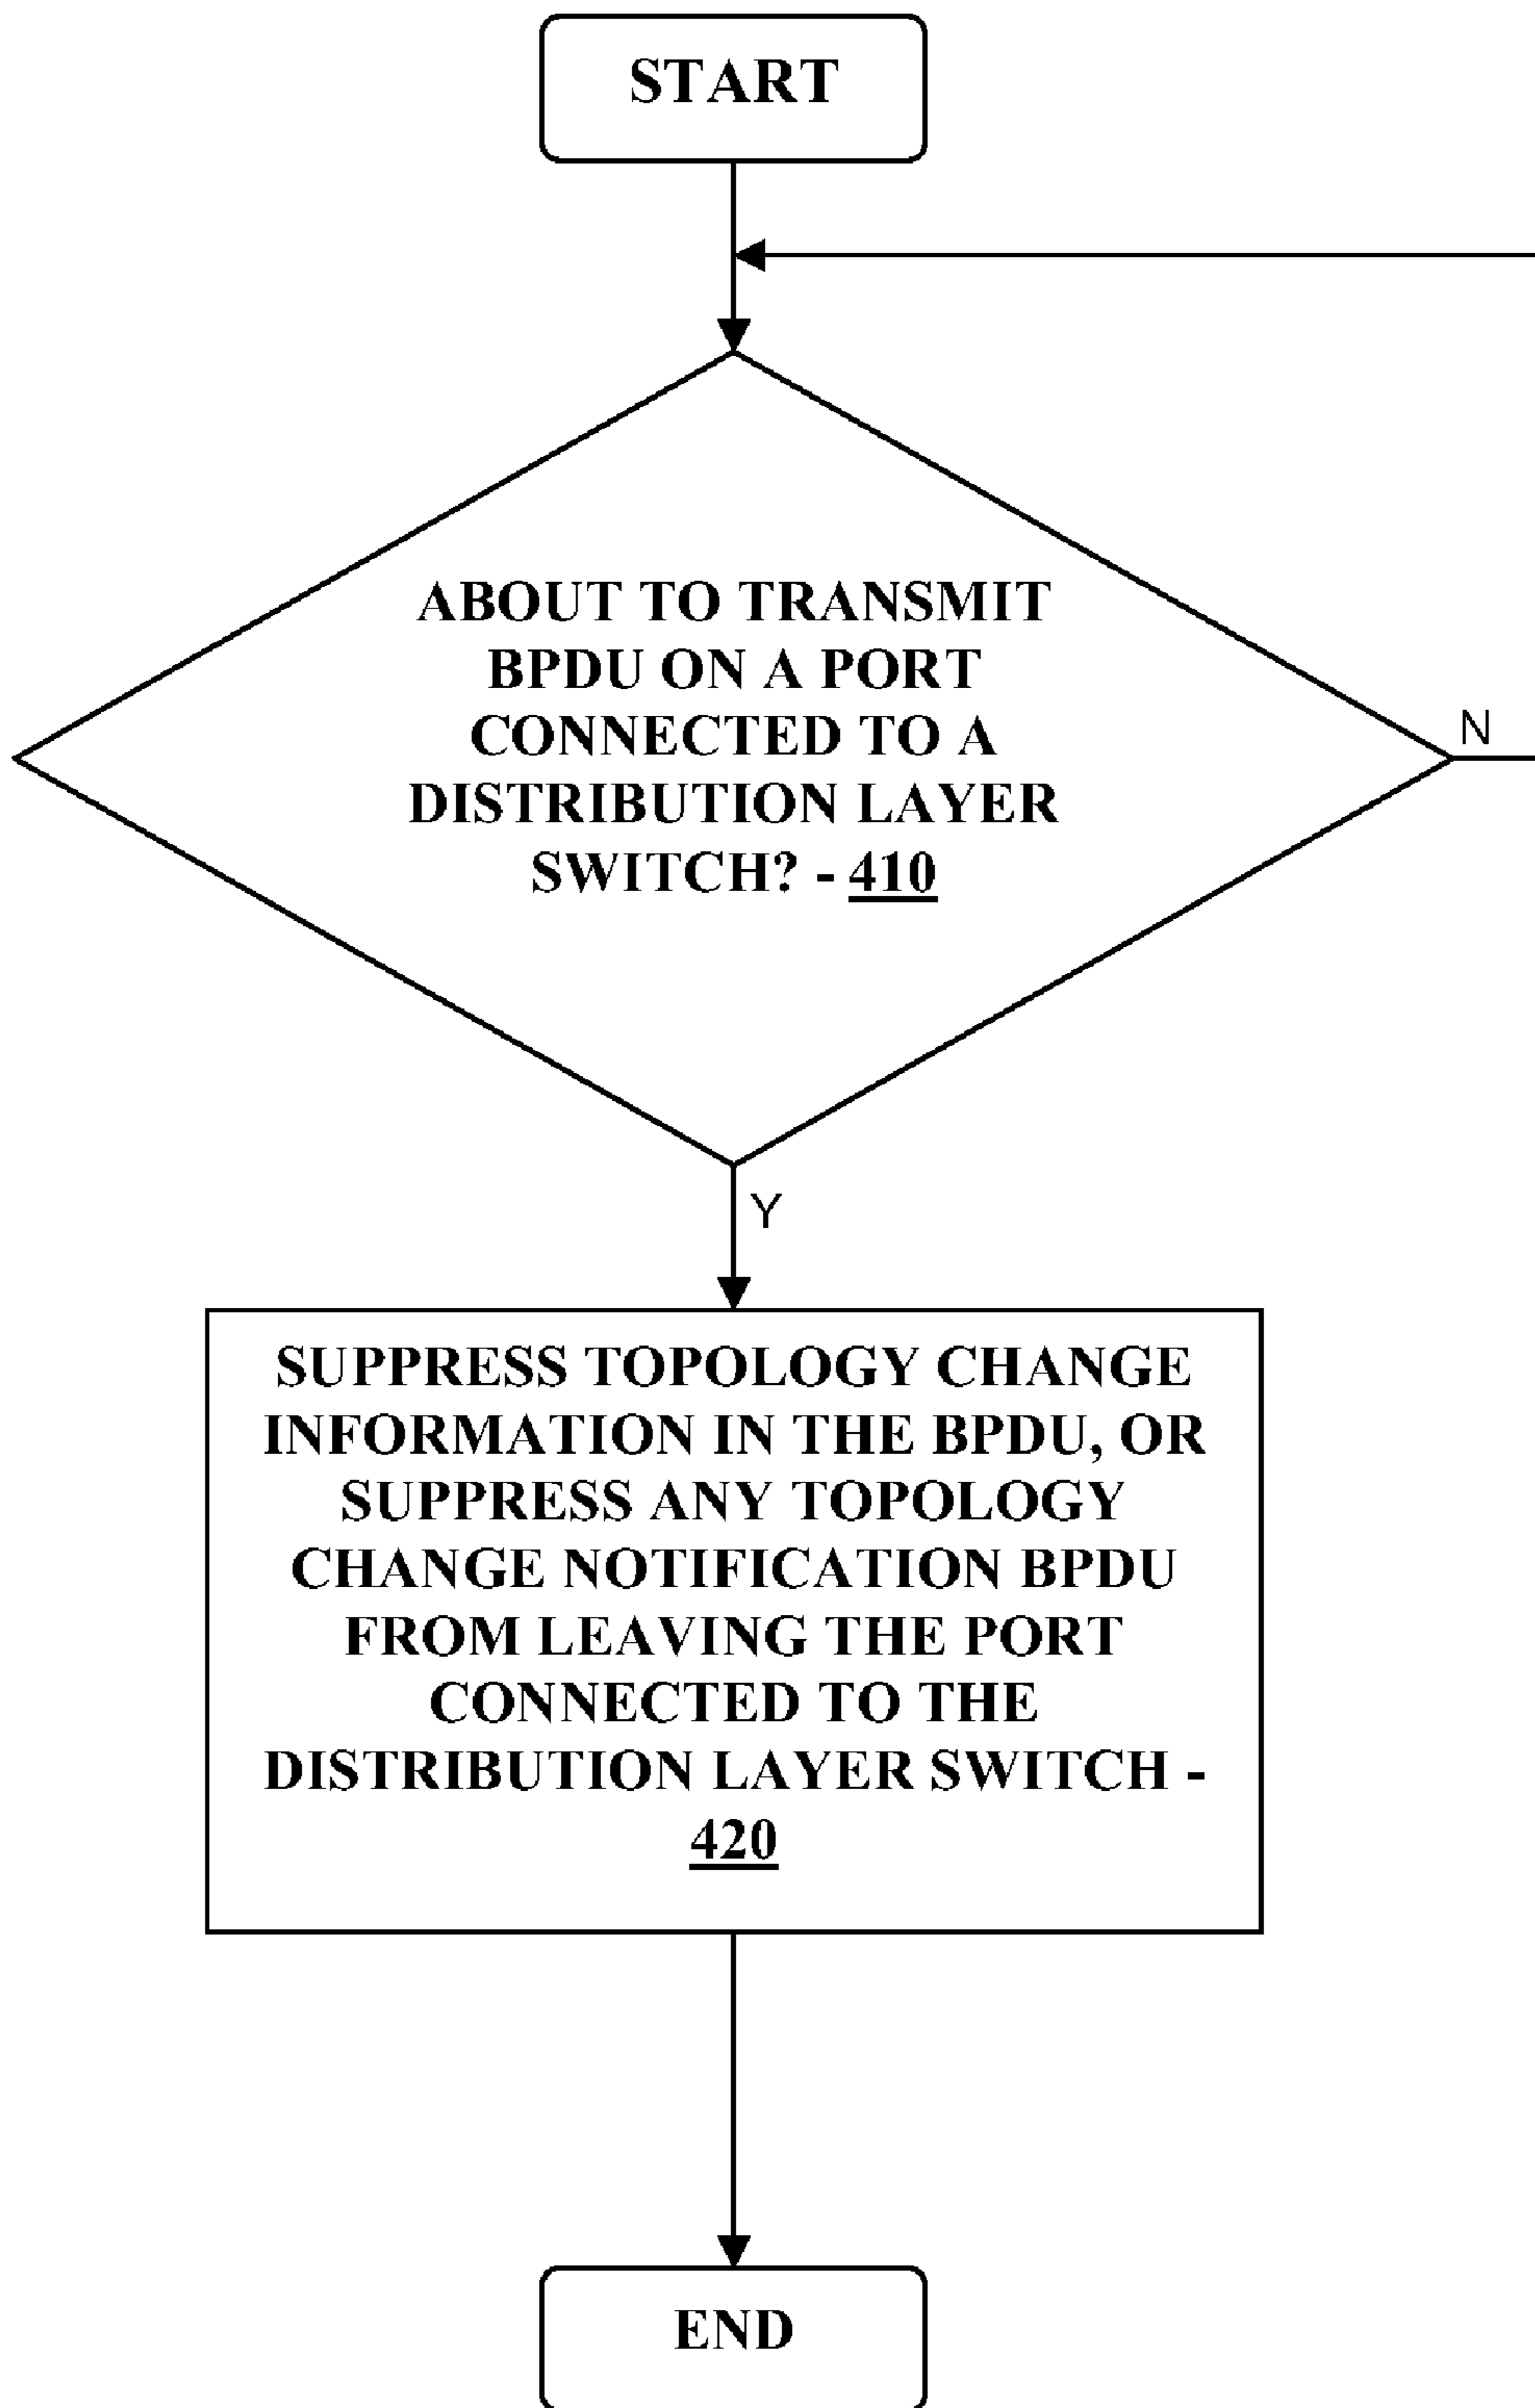 START
ABOUT TO TRANSMIT
BPDU ON A PORT
CONNECTED TO A
DISTRIBUTION LAYER
SWITCH? - 410
N
Y
SUPPRESS TOPOLOGY CHANGE
INFORMATION IN THE BPDU, OR
SUPPRESS ANY TOPOLOGY
CHANGE NOTIFICATION BPDU
FROM LEAVING THE PORT
CONNECTED TO THE
DISTRIBUTION LAYER SWITCH -
420
END